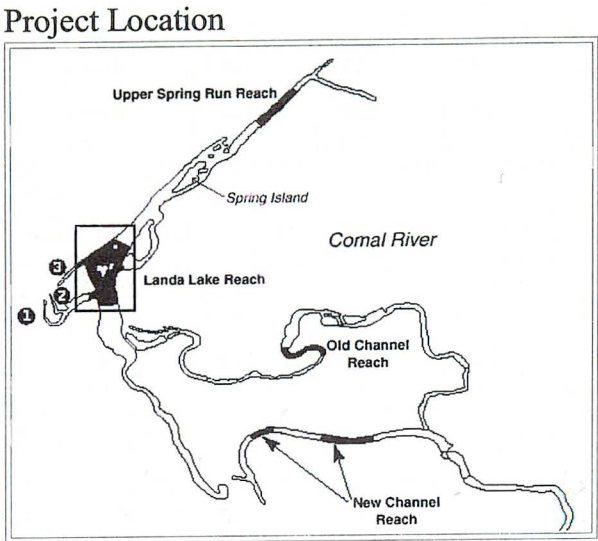 Project Location
Upper Spring Run Reach
Spring Island
Comal River
3
Landa Lake Reach
2
1
Old Channel
Reach
New Channel
Reach